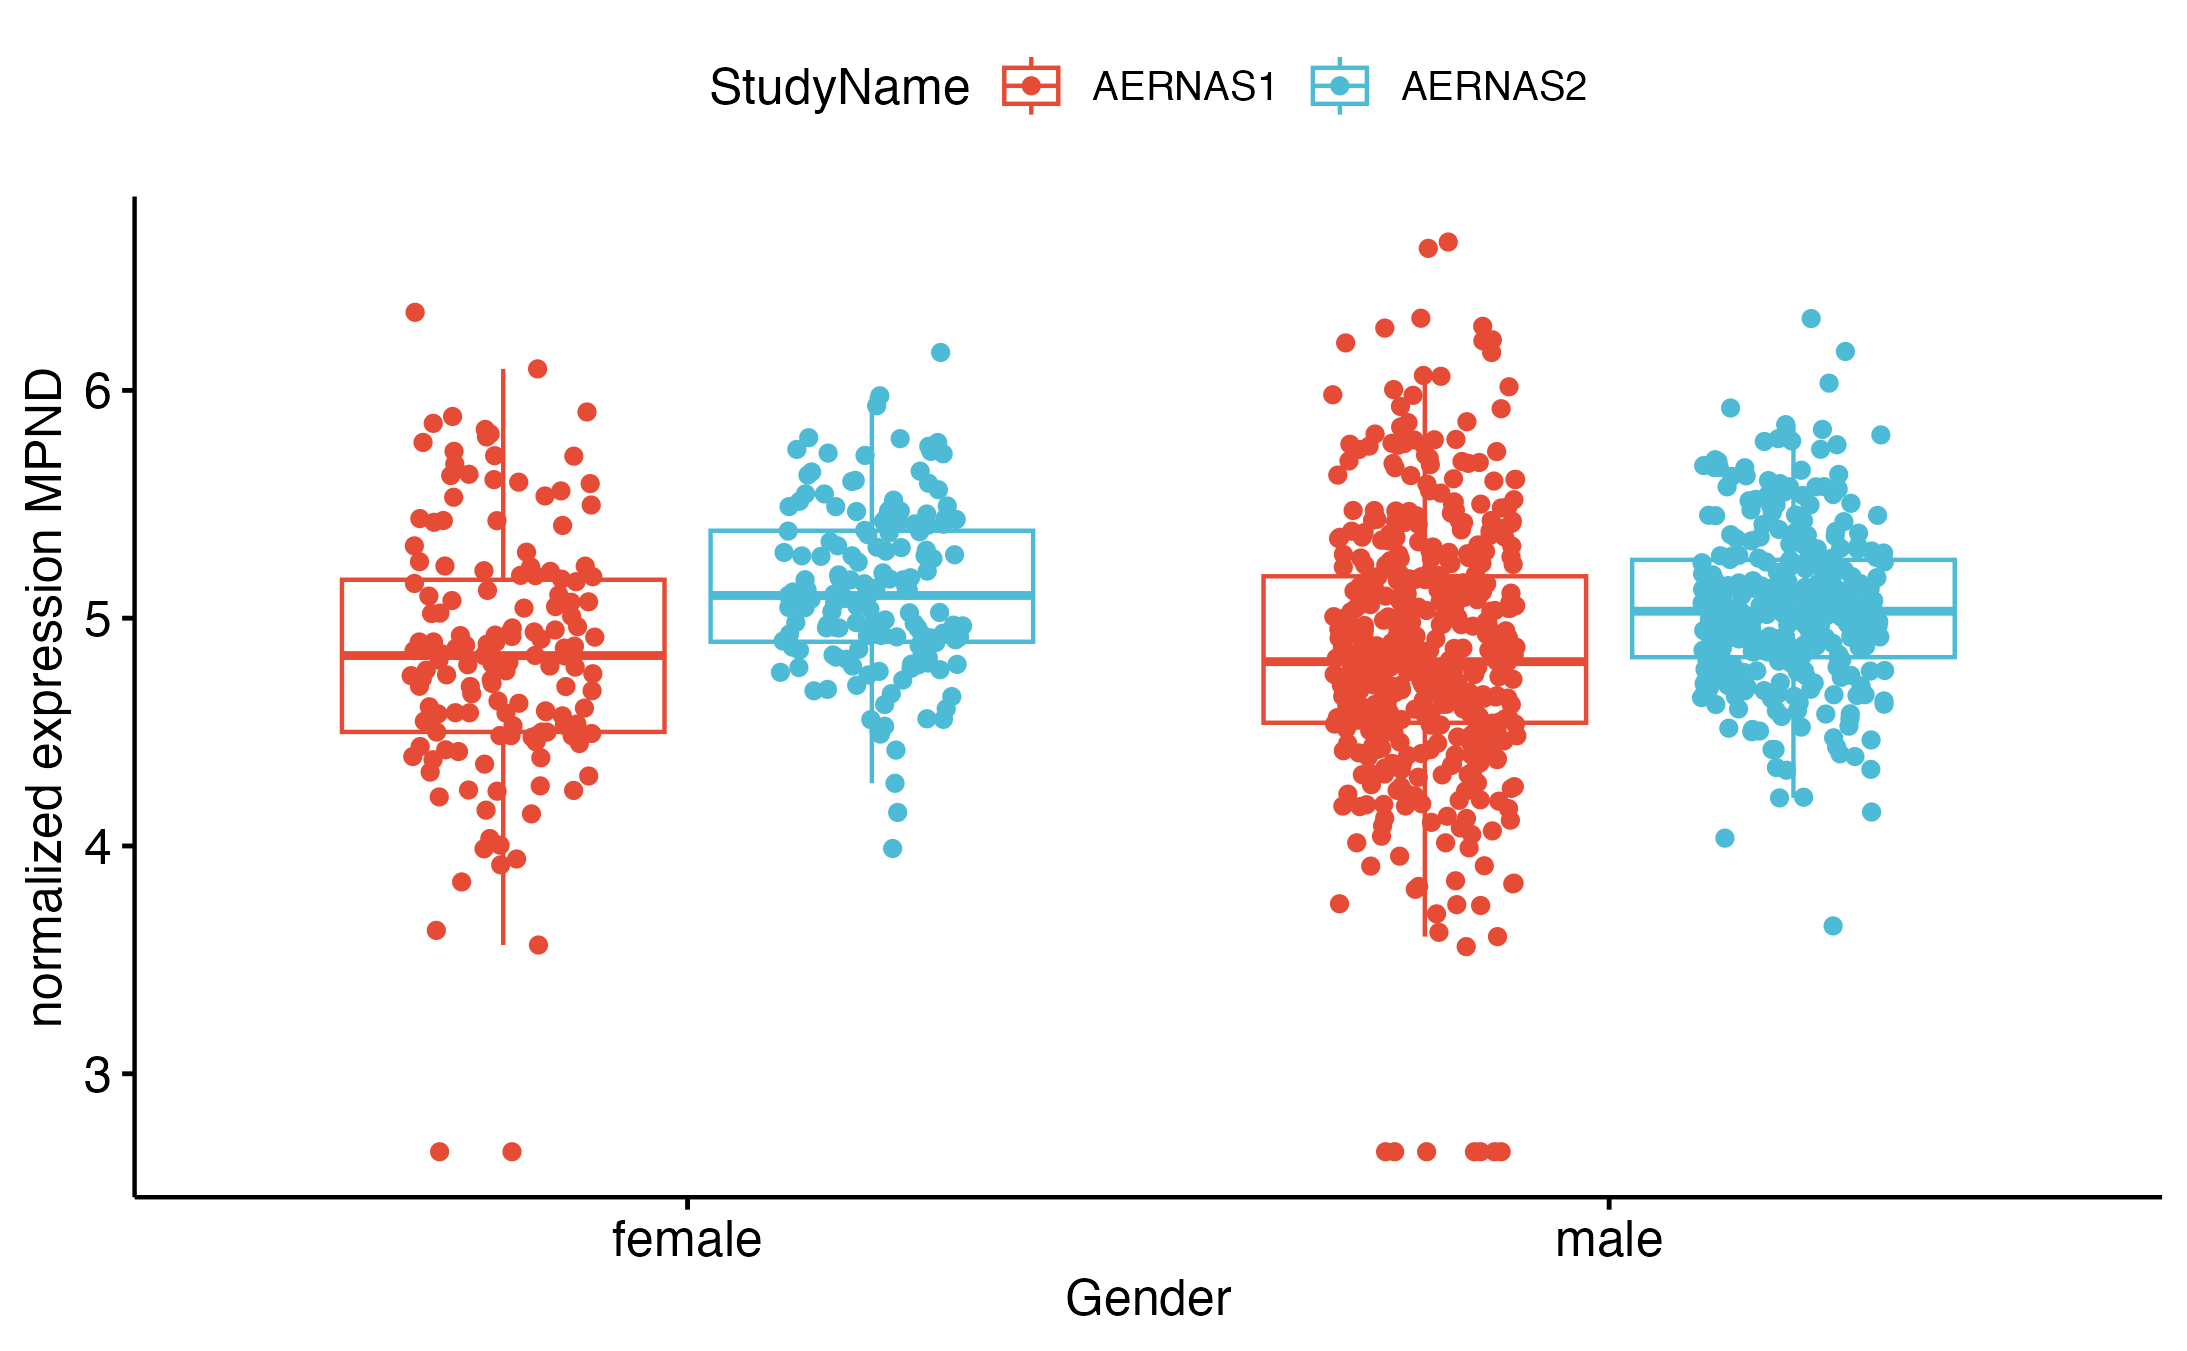 StudyName AERNAS1 AERNAS2
normalized expression MPND
6
5
4
3
female male
Gender